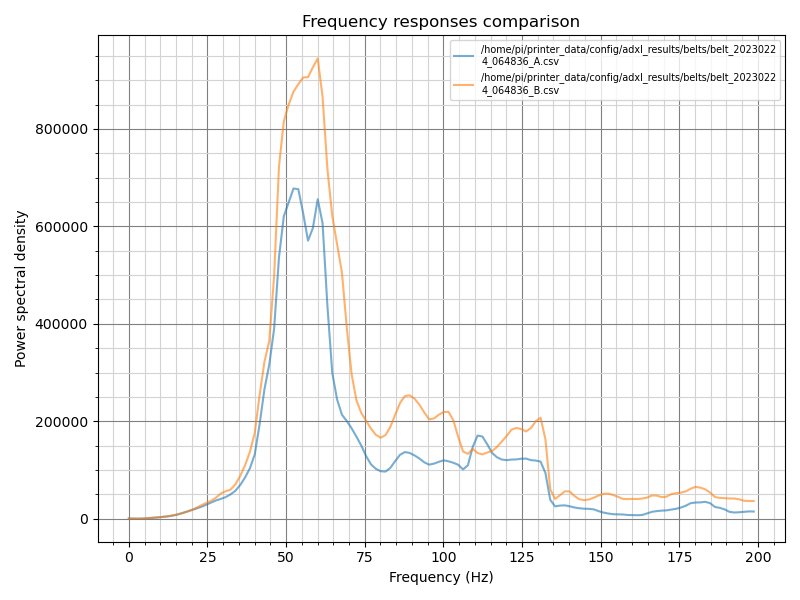 Frequency responses comparison
/home/pi/printer_data/config/adxl_results/belts/belt_2023022
4_064836_A.csv
/home/pi/printer_data/config/adxl_results/belts/belt_2023022
4_064836_B.csv
Power spectral density
800000
600000
400000
200000
0
0 25 50 75 100 125 150 175 200
Frequency (Hz)